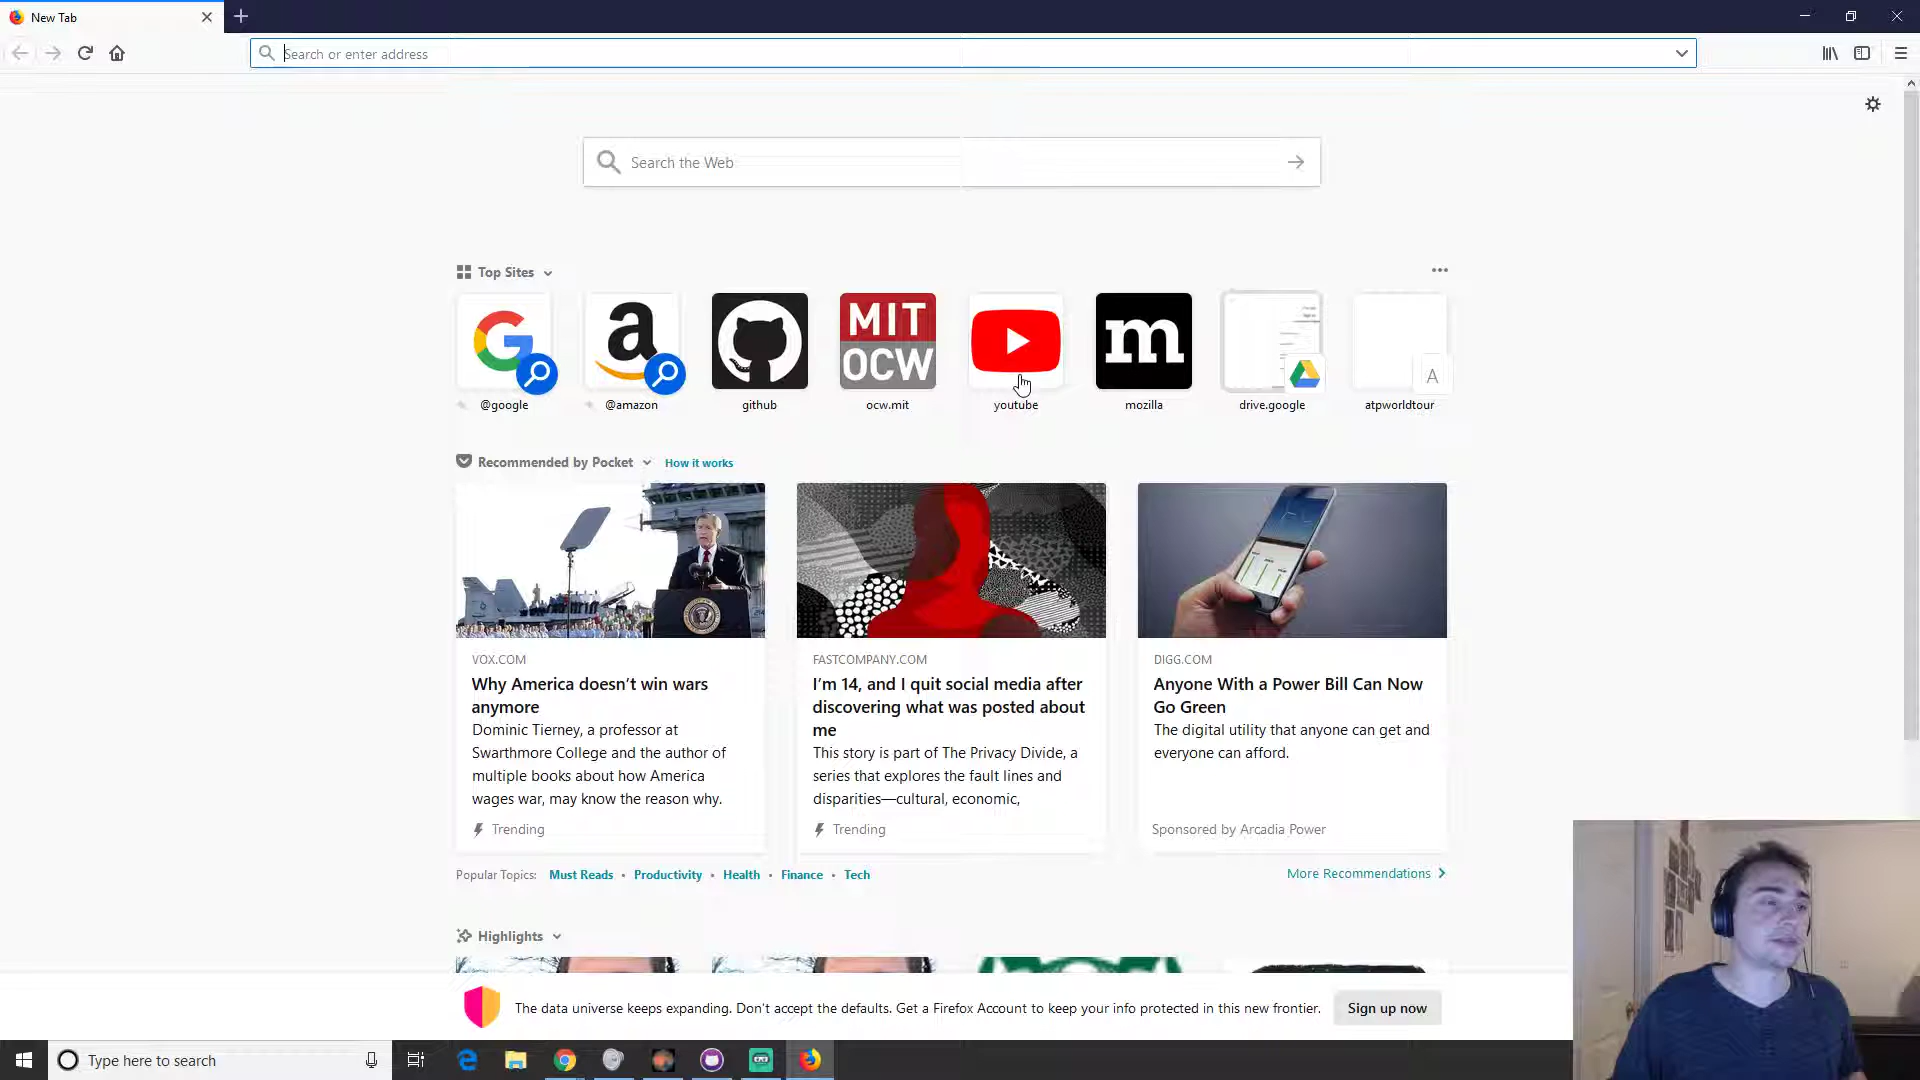 New Tab
Search or enter address
Search the Web
Top Sites
a
MIT
OCW
m
A
@google
@amazon
github
ocw.mit
youtube
mozilla
drive.google
atpworldtour
Recommended by Pocket
How it works
VOX.COM
Why America doesn’t win wars
anymore
Dominic Tierney, a professor at
Swarthmore College and the author of
multiple books about how America
wages war, may know the reason why.
Trending
FASTCOMPANY.COM
I’m 14, and I quit social media after
discovering what was posted about
me
This story is part of The Privacy Divide, a
series that explores the fault lines and
disparities—cultural, economic,
Trending
DIGG.COM
Anyone With a Power Bill Can Now
Go Green
The digital utility that anyone can get and
everyone can afford.
Sponsored by Arcadia Power
Popular Topics: Must Reads • Productivity • Health • Finance • Tech
More Recommendations
Highlights
The data universe keeps expanding. Don't accept the defaults. Get a Firefox Account to keep your info protected in this new frontier.
Sign up now
Type here to search